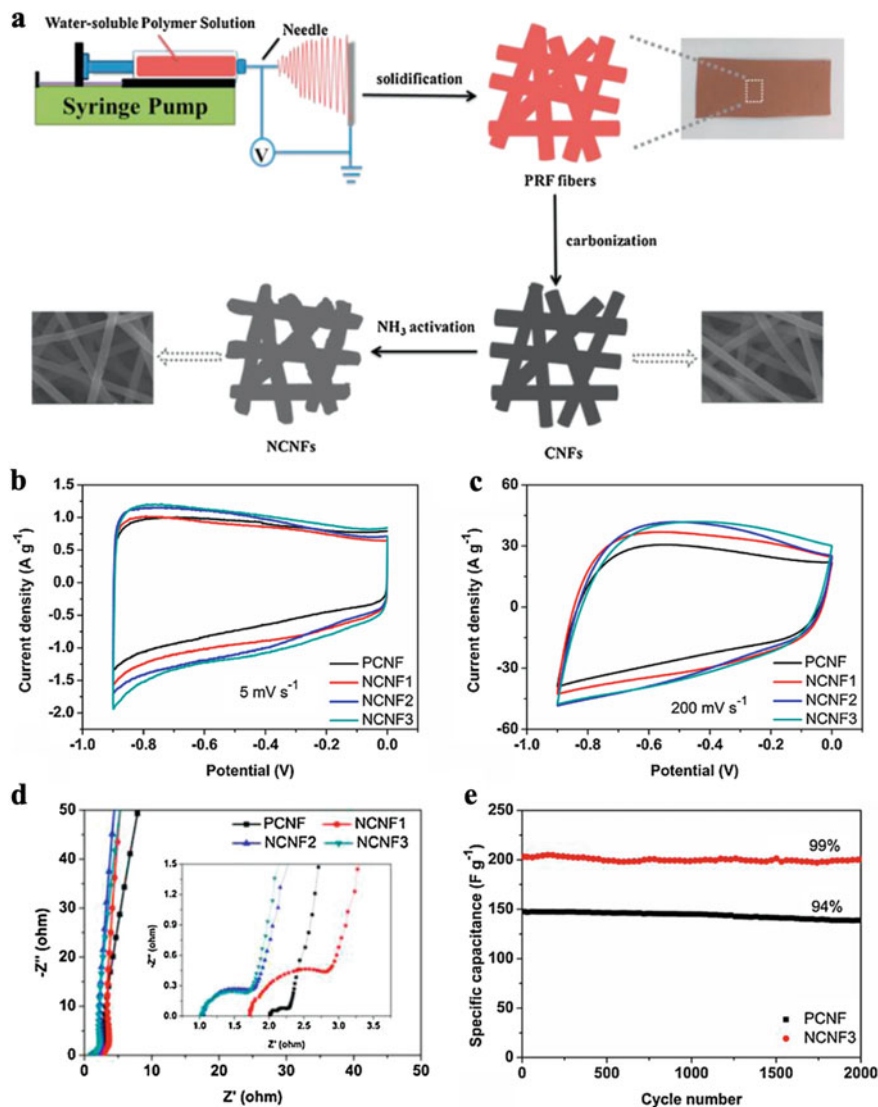 a
Water-soluble Polymer Solution
Needle
solidification
Syringe Pump
V
PRF fibers
carbonization
NH₃ activation
NCNFs
CNFs
b
1.5
1.0
0.5
0.0
-0.5
-1.0
-1.5
-2.0
Current density (A g⁻¹)
5 mV s⁻¹
PCNF
NCNF1
NCNF2
NCNF3
-1.0 -0.8 -0.6 -0.4 -0.2 0.0
Potential (V)
c
60
30
0
-30
-60
Current density (A g⁻¹)
200 mV s⁻¹
PCNF
NCNF1
NCNF2
NCNF3
-1.0 -0.8 -0.6 -0.4 -0.2 0.0
Potential (V)
d
50
40
30
20
10
0
-Z'' (ohm)
PCNF NCNF1
NCNF2 NCNF3
1.5
1.2
0.9
0.6
0.3
0.0
-Z'' (ohm)
1.0 1.5 2.0 2.5 3.0 3.5
Z' (ohm)
0 10 20 30 40 50
Z' (ohm)
e
250
200
150
100
50
0
Specific capacitance (F g⁻¹)
99%
94%
PCNF
NCNF3
0 500 1000 1500 2000
Cycle number